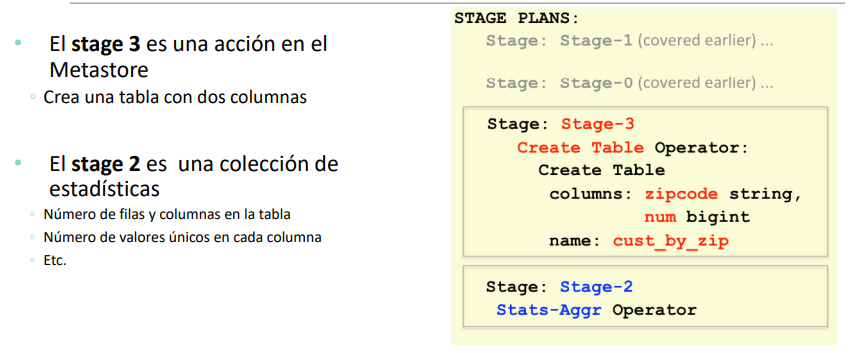 El stage 3 es una acción en el
Metastore
Crea una tabla con dos columnas
El stage 2 es una colección de
estadísticas
Número de filas y columnas en la tabla
Número de valores únicos en cada columna
Etc.
STAGE PLANS:
Stage: Stage-1 (covered earlier) ...
Stage: Stage-0 (covered earlier) ...
Stage: Stage-3
Create Table Operator:
Create Table
columns: zipcode string,
num bigint
name: cust_by_zip
Stage: Stage-2
Stats-Aggr Operator